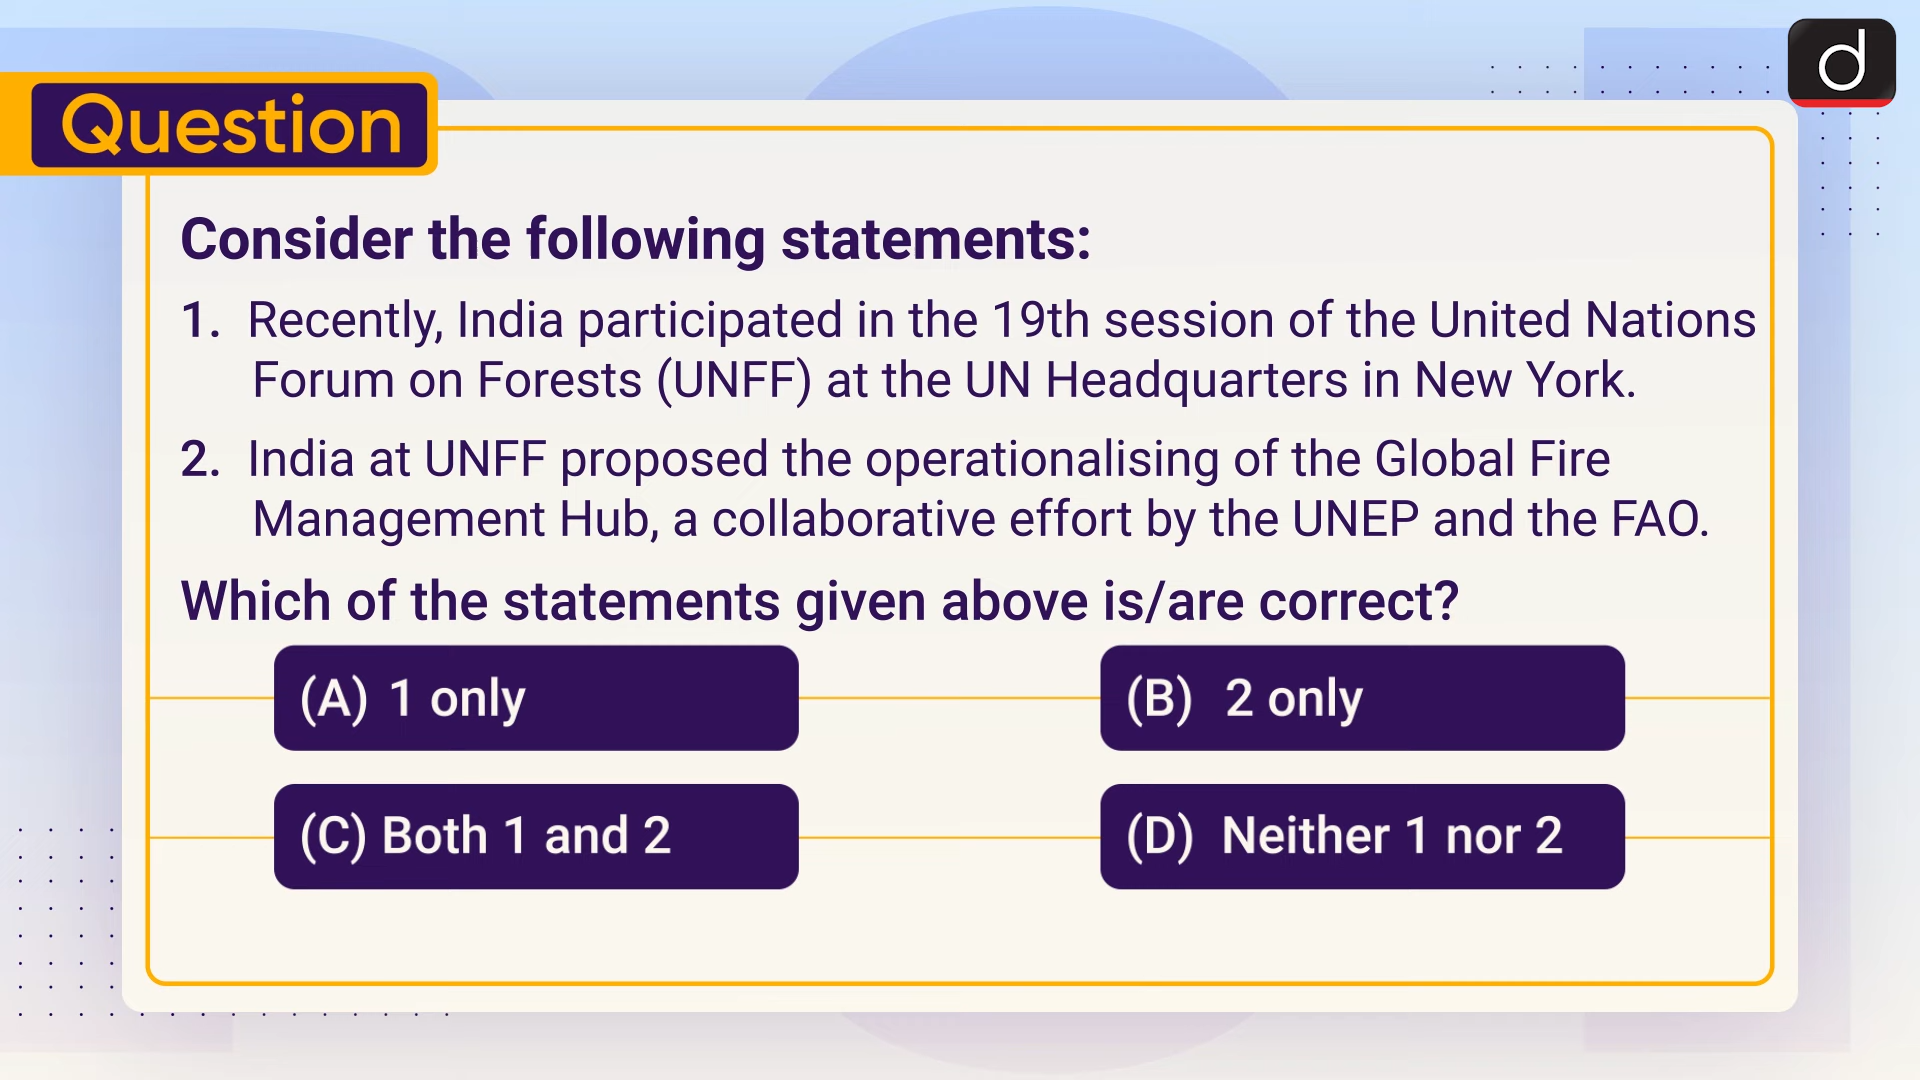 d
Question
Consider the following statements:
1. Recently, India participated in the 19th session of the United Nations
Forum on Forests (UNFF) at the UN Headquarters in New York.
2. India at UNFF proposed the operationalising of the Global Fire
Management Hub, a collaborative effort by the UNEP and the FAO.
Which of the statements given above is/are correct?
(A) 1 only
(B) 2 only
(C) Both 1 and 2
(D) Neither 1 nor 2